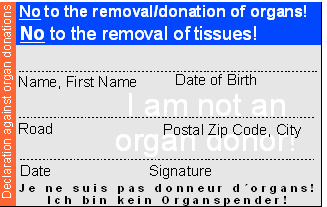 Declaration against organ donations
No to the removal/donation of organs!
No to the removal of tissues!
Name, First Name Date of Birth
I am not an
organ donor!
Road Postal Zip Code, City
Date Signature
Je ne suis pas donneur d´organs!
Ich bin kein Organspender!